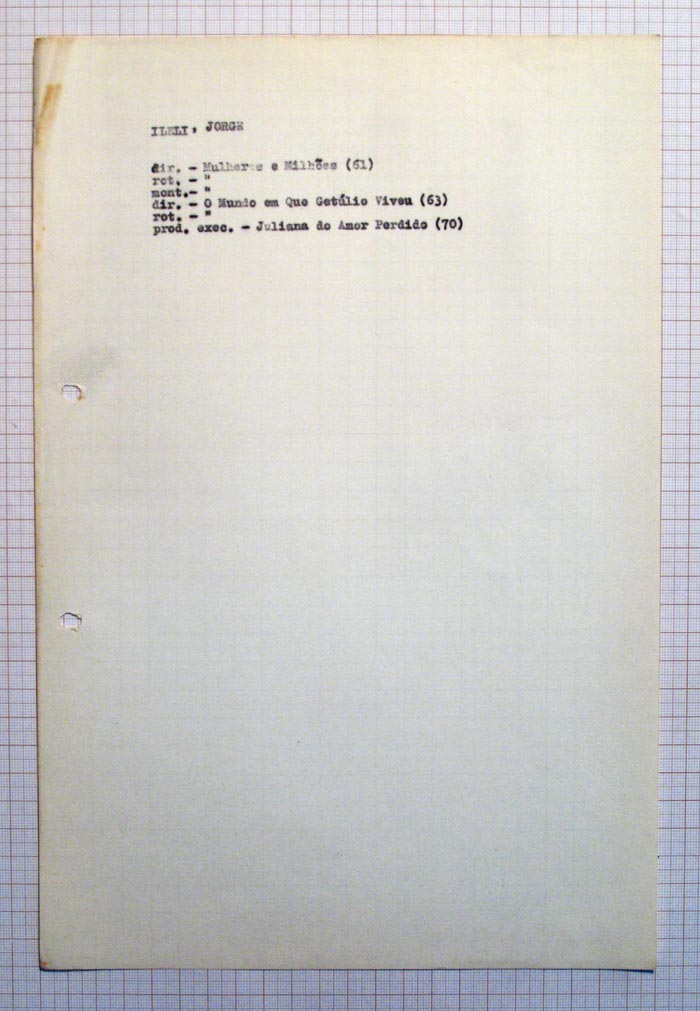 ILELI, JORGE
dir. - Mulheres e Milhões (61)
rot. - "
mont.- "
dir. - O Mundo em Que Getúlio Viveu (63)
rot. - "
prod. exec. - Juliana do Amor Perdido (70)